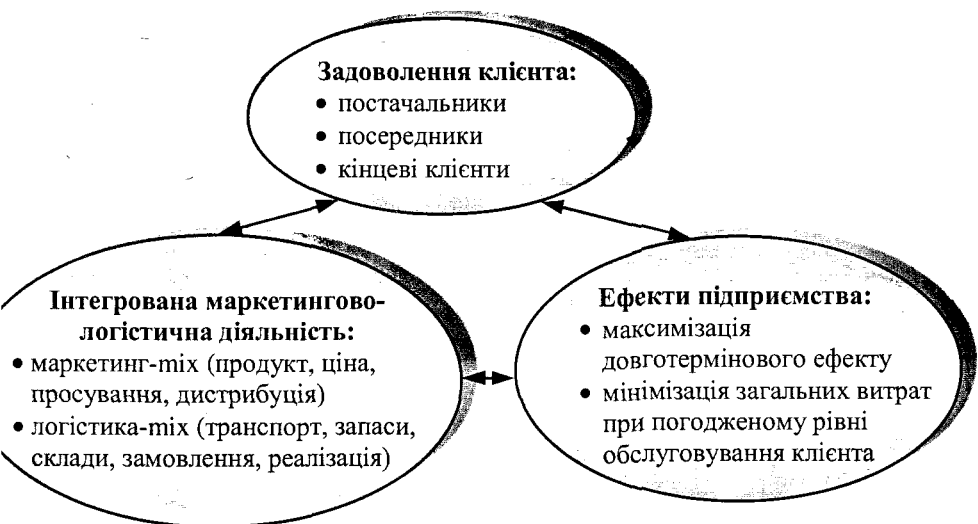 Задоволення клієнта:
• постачальники
• посередники
• кінцеві клієнти
Інтегрована маркетингово-
логістична діяльність:
• маркетинг-mix (продукт, ціна,
просування, дистрибуція)
• логістика-mix (транспорт, запаси,
склади, замовлення, реалізація)
Ефекти підприємства:
• максимізація
довготермінового ефекту
• мінімізація загальних витрат
при погодженому рівні
обслуговування клієнта